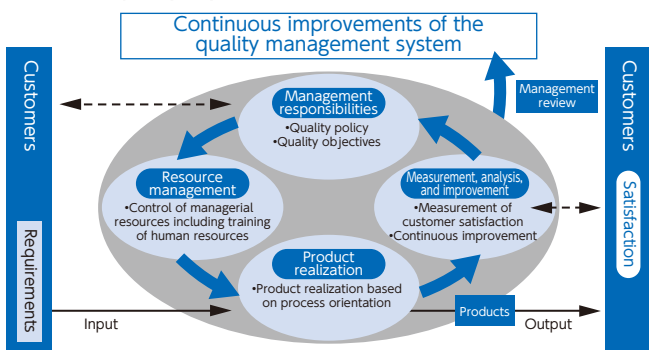 Continuous improvements of the
quality management system
Customers
Requirements
Management
responsibilities
•Quality policy
•Quality objectives
Management
review
Resource
management
•Control of managerial
resources including training
of human resources
Measurement, analysis,
and improvement
•Measurement of
customer satisfaction
•Continuous improvement
Product
realization
•Product realization based
on process orientation
Input
Products
Output
Customers
Satisfaction